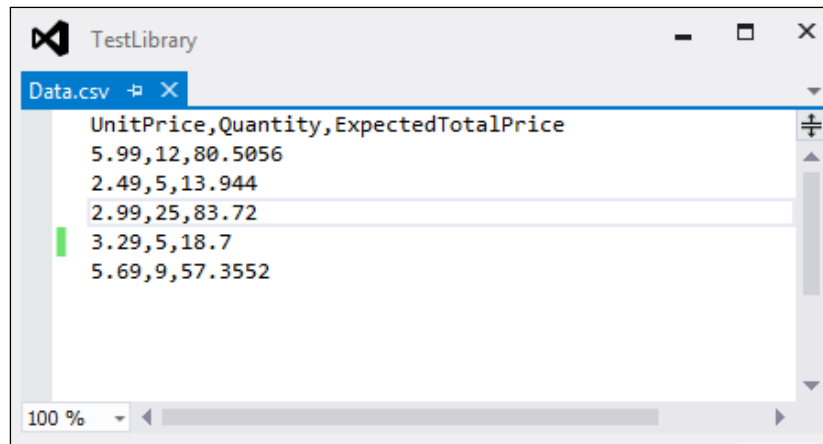 TestLibrary
Data.csv
UnitPrice,Quantity,ExpectedTotalPrice
5.99,12,80.5056
2.49,5,13.944
2.99,25,83.72
3.29,5,18.7
5.69,9,57.3552
100 %